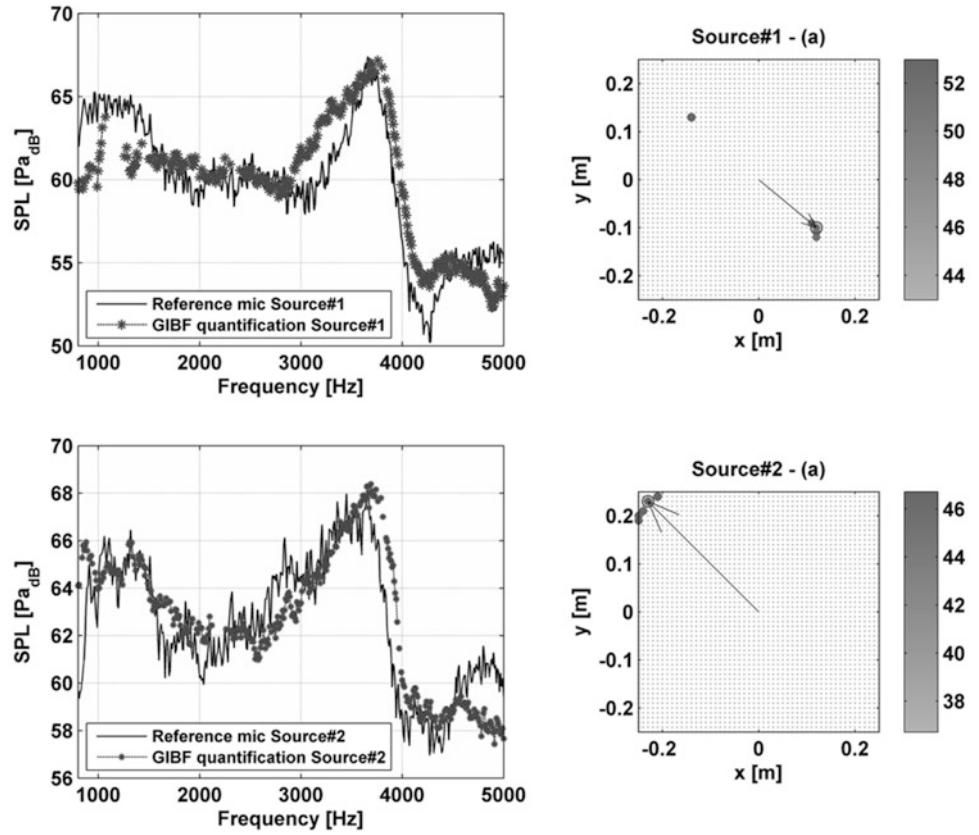 70
65
60
55
50
SPL [Pa_dB]
Reference mic Source#1
GIBF quantification Source#1
1000 2000 3000 4000 5000
Frequency [Hz]
Source#1 - (a)
0.2
0.1
0
-0.1
-0.2
y [m]
-0.2 0 0.2
x [m]
52
50
48
46
44
70
68
66
64
62
60
58
56
SPL [Pa_dB]
Reference mic Source#2
GIBF quantification Source#2
1000 2000 3000 4000 5000
Frequency [Hz]
Source#2 - (a)
0.2
0.1
0
-0.1
-0.2
y [m]
-0.2 0 0.2
x [m]
46
44
42
40
38